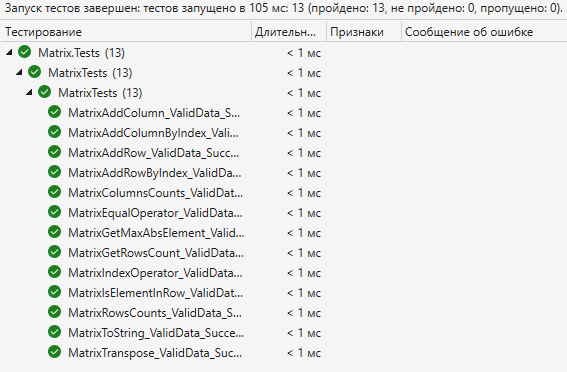 Запуск тестов завершен: тестов запущено в 105 мс: 13 (пройдено: 13, не пройдено: 0, пропущено: 0).
Тестирование Длительн... Признаки Сообщение об ошибке
Matrix.Tests (13) < 1 мс
MatrixTests (13) < 1 мс
MatrixTests (13) < 1 мс
MatrixAddColumn_ValidData_S... < 1 мс
MatrixAddColumnByIndex_Vali... < 1 мс
MatrixAddRow_ValidData_Succ... < 1 мс
MatrixAddRowByIndex_ValidDa... < 1 мс
MatrixColumnsCounts_ValidDat... < 1 мс
MatrixEqualOperator_ValidData... < 1 мс
MatrixGetMaxAbsElement_Valid... < 1 мс
MatrixGetRowsCount_ValidData... < 1 мс
MatrixIndexOperator_ValidData... < 1 мс
MatrixIsElementInRow_ValidDat... < 1 мс
MatrixRowsCounts_ValidData_S... < 1 мс
MatrixToString_ValidData_Succe... < 1 мс
MatrixTranspose_ValidData_Suc... < 1 мс